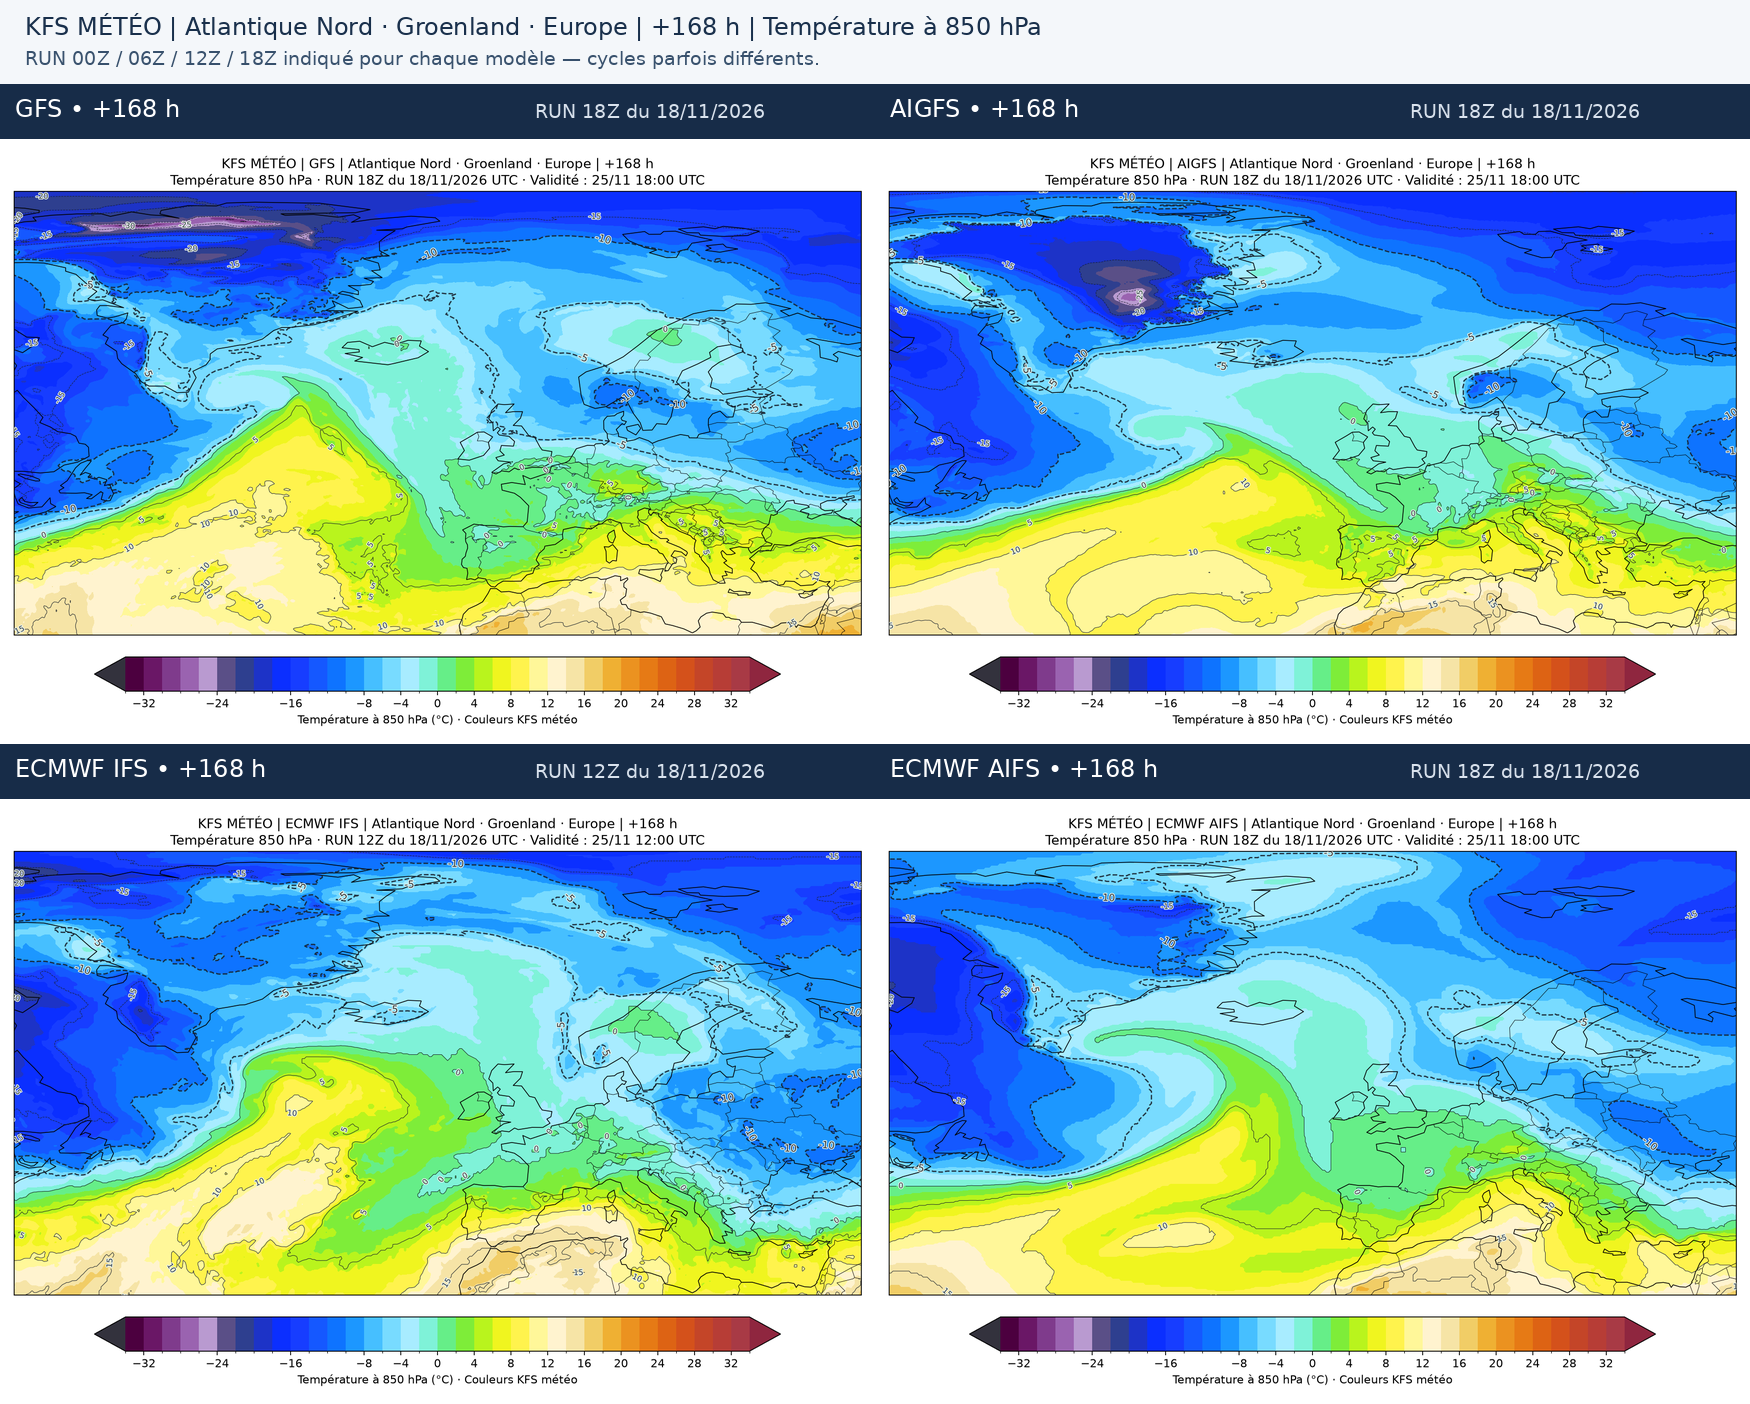 KFS MÉTÉO | Atlantique Nord · Groenland · Europe | +168 h | Température à 850 hPa
RUN 00Z / 06Z / 12Z / 18Z indiqué pour chaque modèle — cycles parfois différents.
GFS • +168 h
RUN 18Z du 18/11/2026
KFS MÉTÉO | GFS | Atlantique Nord · Groenland · Europe | +168 h
Température 850 hPa · RUN 18Z du 18/11/2026 UTC · Validité : 25/11 18:00 UTC
−32 −24 −16 −8 −4 0 4 8 12 16 20 24 28 32
Température à 850 hPa (°C) · Couleurs KFS météo
AIGFS • +168 h
RUN 18Z du 18/11/2026
KFS MÉTÉO | AIGFS | Atlantique Nord · Groenland · Europe | +168 h
Température 850 hPa · RUN 18Z du 18/11/2026 UTC · Validité : 25/11 18:00 UTC
−32 −24 −16 −8 −4 0 4 8 12 16 20 24 28 32
Température à 850 hPa (°C) · Couleurs KFS météo
ECMWF IFS • +168 h
RUN 12Z du 18/11/2026
KFS MÉTÉO | ECMWF IFS | Atlantique Nord · Groenland · Europe | +168 h
Température 850 hPa · RUN 12Z du 18/11/2026 UTC · Validité : 25/11 12:00 UTC
−32 −24 −16 −8 −4 0 4 8 12 16 20 24 28 32
Température à 850 hPa (°C) · Couleurs KFS météo
ECMWF AIFS • +168 h
RUN 18Z du 18/11/2026
KFS MÉTÉO | ECMWF AIFS | Atlantique Nord · Groenland · Europe | +168 h
Température 850 hPa · RUN 18Z du 18/11/2026 UTC · Validité : 25/11 18:00 UTC
−32 −24 −16 −8 −4 0 4 8 12 16 20 24 28 32
Température à 850 hPa (°C) · Couleurs KFS météo